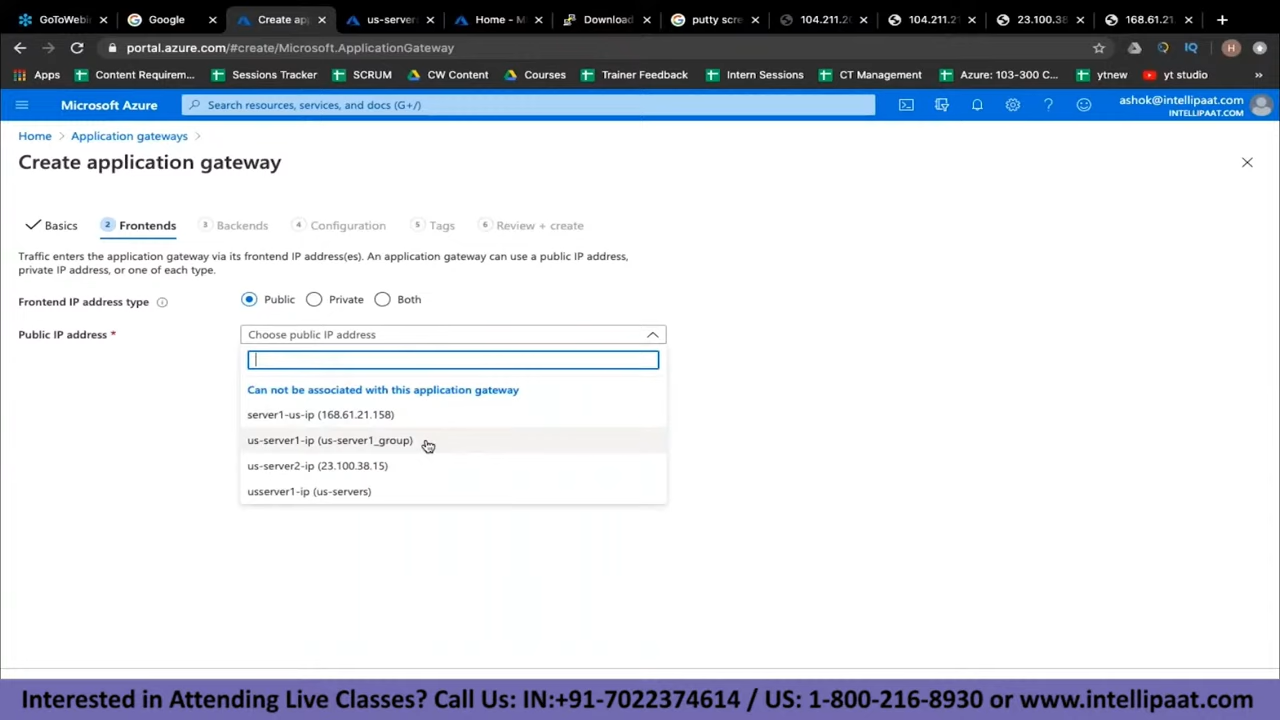 GoToWebin
Google
Create ap
us-server
Home - M
Download
putty scre
104.211.20
104.211.
23.100.38
168.61.21.
portal.azure.com/#create/Microsoft.ApplicationGateway
IQ
H
Apps
Content Requirem...
Sessions Tracker
SCRUM
CW Content
Courses
Trainer Feedback
Intern Sessions
CT Management
Azure: 103-300 C...
ytnew
yt studio
»
Microsoft Azure
Search resources, services, and docs (G+/)
ashok@intellipaat.com
INTELLIPAAT.COM
Home > Application gateways >
Create application gateway
Basics
2 Frontends
3 Backends
4 Configuration
5 Tags
6 Review + create
Traffic enters the application gateway via its frontend IP address(es). An application gateway can use a public IP address,
private IP address, or one of each type.
Frontend IP address type
Public
Private
Both
Public IP address *
Choose public IP address
Can not be associated with this application gateway
server1-us-ip (168.61.21.158)
us-server1-ip (us-server1_group)
us-server2-ip (23.100.38.15)
usserver1-ip (us-servers)
Interested in Attending Live Classes? Call Us: IN:+91-7022374614 / US: 1-800-216-8930 or www.intellipaat.com